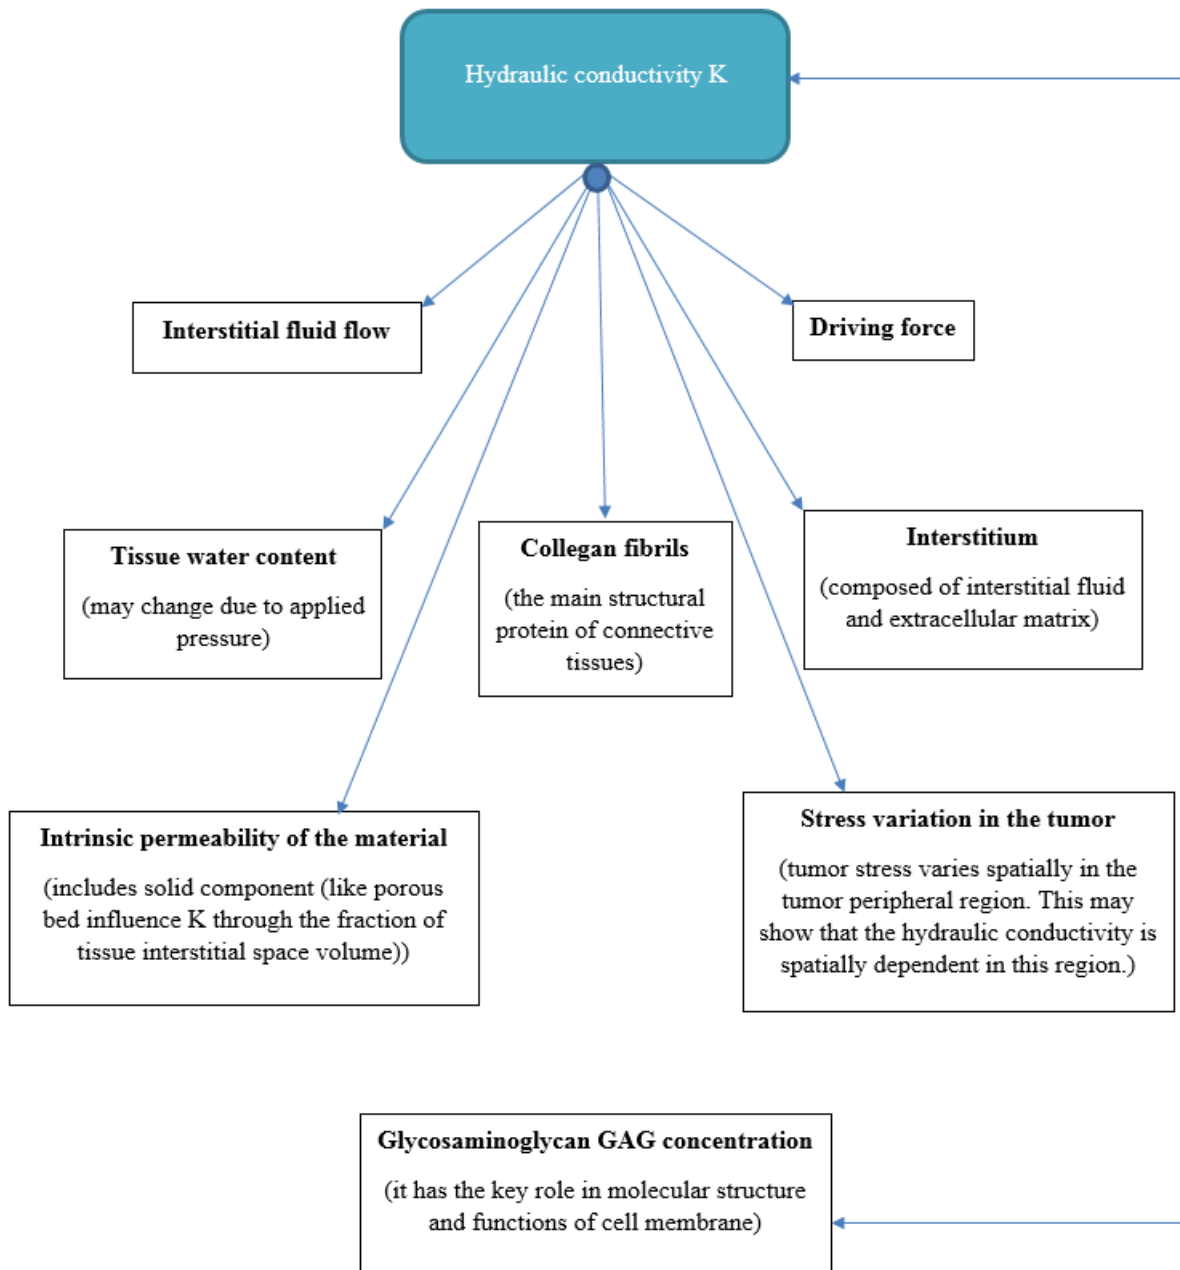 Hydraulic conductivity K
Interstitial fluid flow
Driving force
Tissue water content
(may change due to applied
pressure)
Collegan fibrils
(the main structural
protein of connective
tissues)
Interstitium
(composed of interstitial fluid
and extracellular matrix)
Intrinsic permeability of the material
(includes solid component (like porous
bed influence K through the fraction of
tissue interstitial space volume))
Stress variation in the tumor
(tumor stress varies spatially in the
tumor peripheral region. This may
show that the hydraulic conductivity is
spatially dependent in this region.)
Glycosaminoglycan GAG concentration
(it has the key role in molecular structure
and functions of cell membrane)